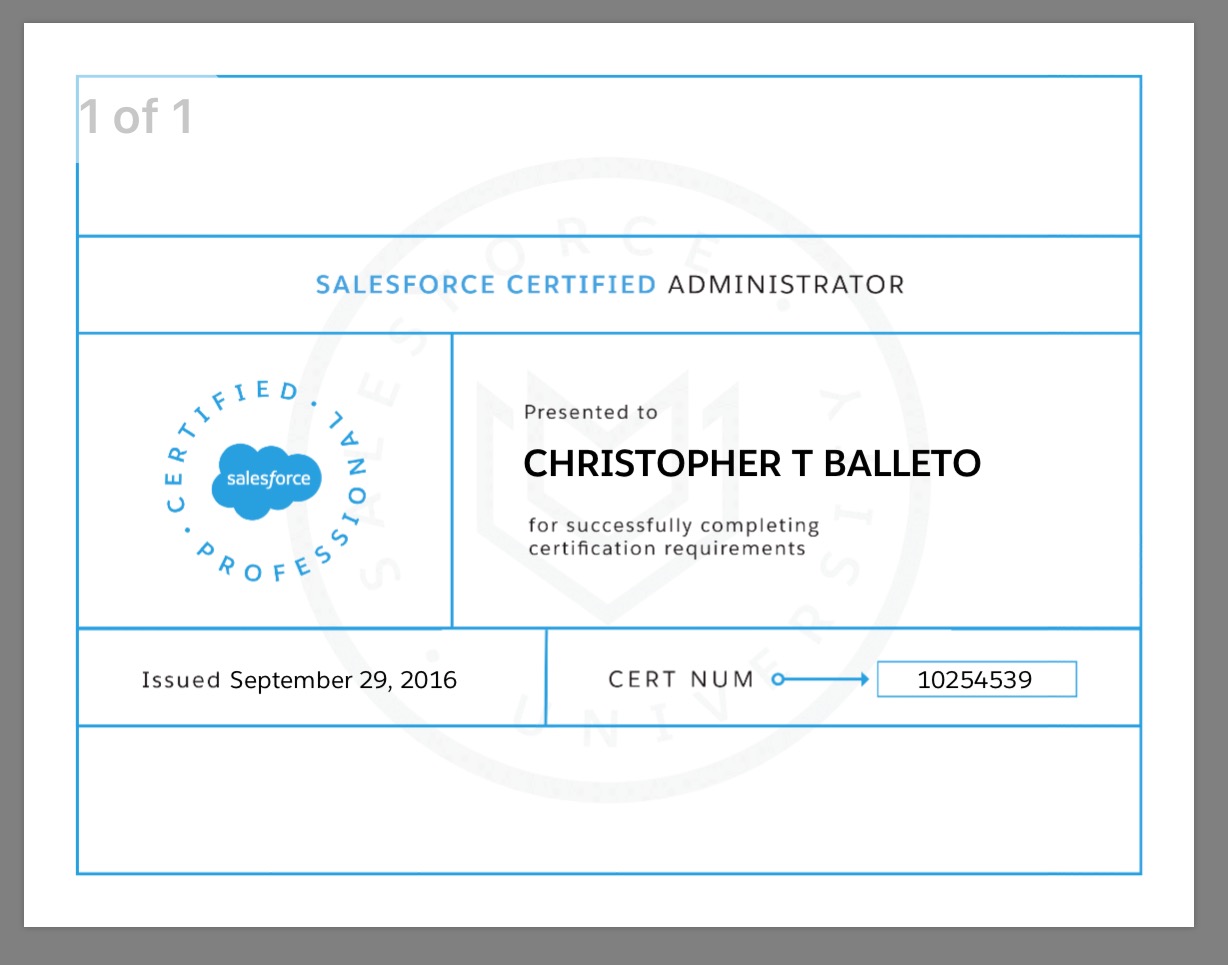 1 of 1
SALESFORCE UNIVERSITY
SALESFORCE CERTIFIED ADMINISTRATOR
CERTIFIED · PROFESSIONAL ·
salesforce
Presented to
CHRISTOPHER T BALLETO
for successfully completing
certification requirements
Issued September 29, 2016
CERT NUM 10254539